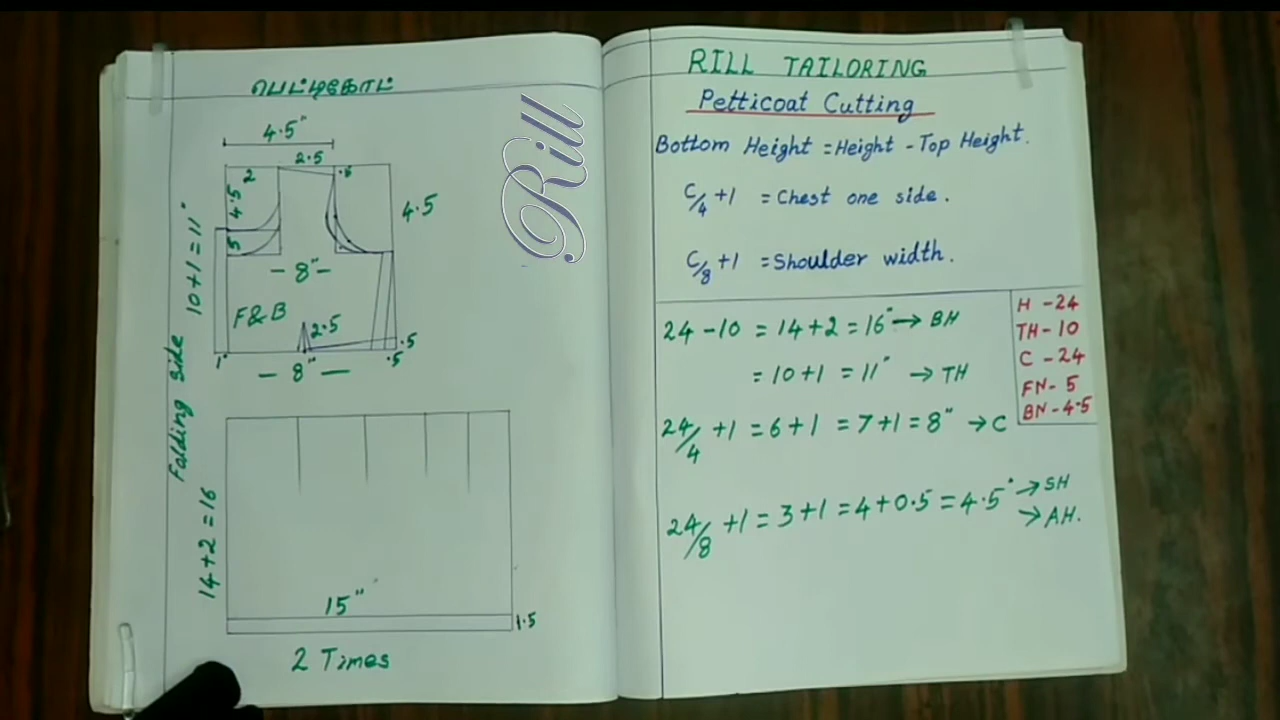 பெட்டிகோட்
4.5"
2.5
2
.5
4.5
4.5
5
10+1=11"
- 8" -
F&B
2.5
.5
1"
- 8" -
.5
Folding side
14+2=16
15"
1.5
2 Times
Rill
RILL TAILORING
Petticoat Cutting
Bottom Height = Height - Top Height.
C/4 +1 = Chest one side.
C/8 +1 = Shoulder width.
H - 24
TH - 10
C - 24
FN - 5
BN - 4.5
24 - 10 = 14+2 = 16" → BH
= 10+1 = 11" → TH
24/4 +1 = 6+1 = 7+1 = 8" → C
24/8 +1 = 3+1 = 4+0.5 = 4.5" → SH
→ AH.